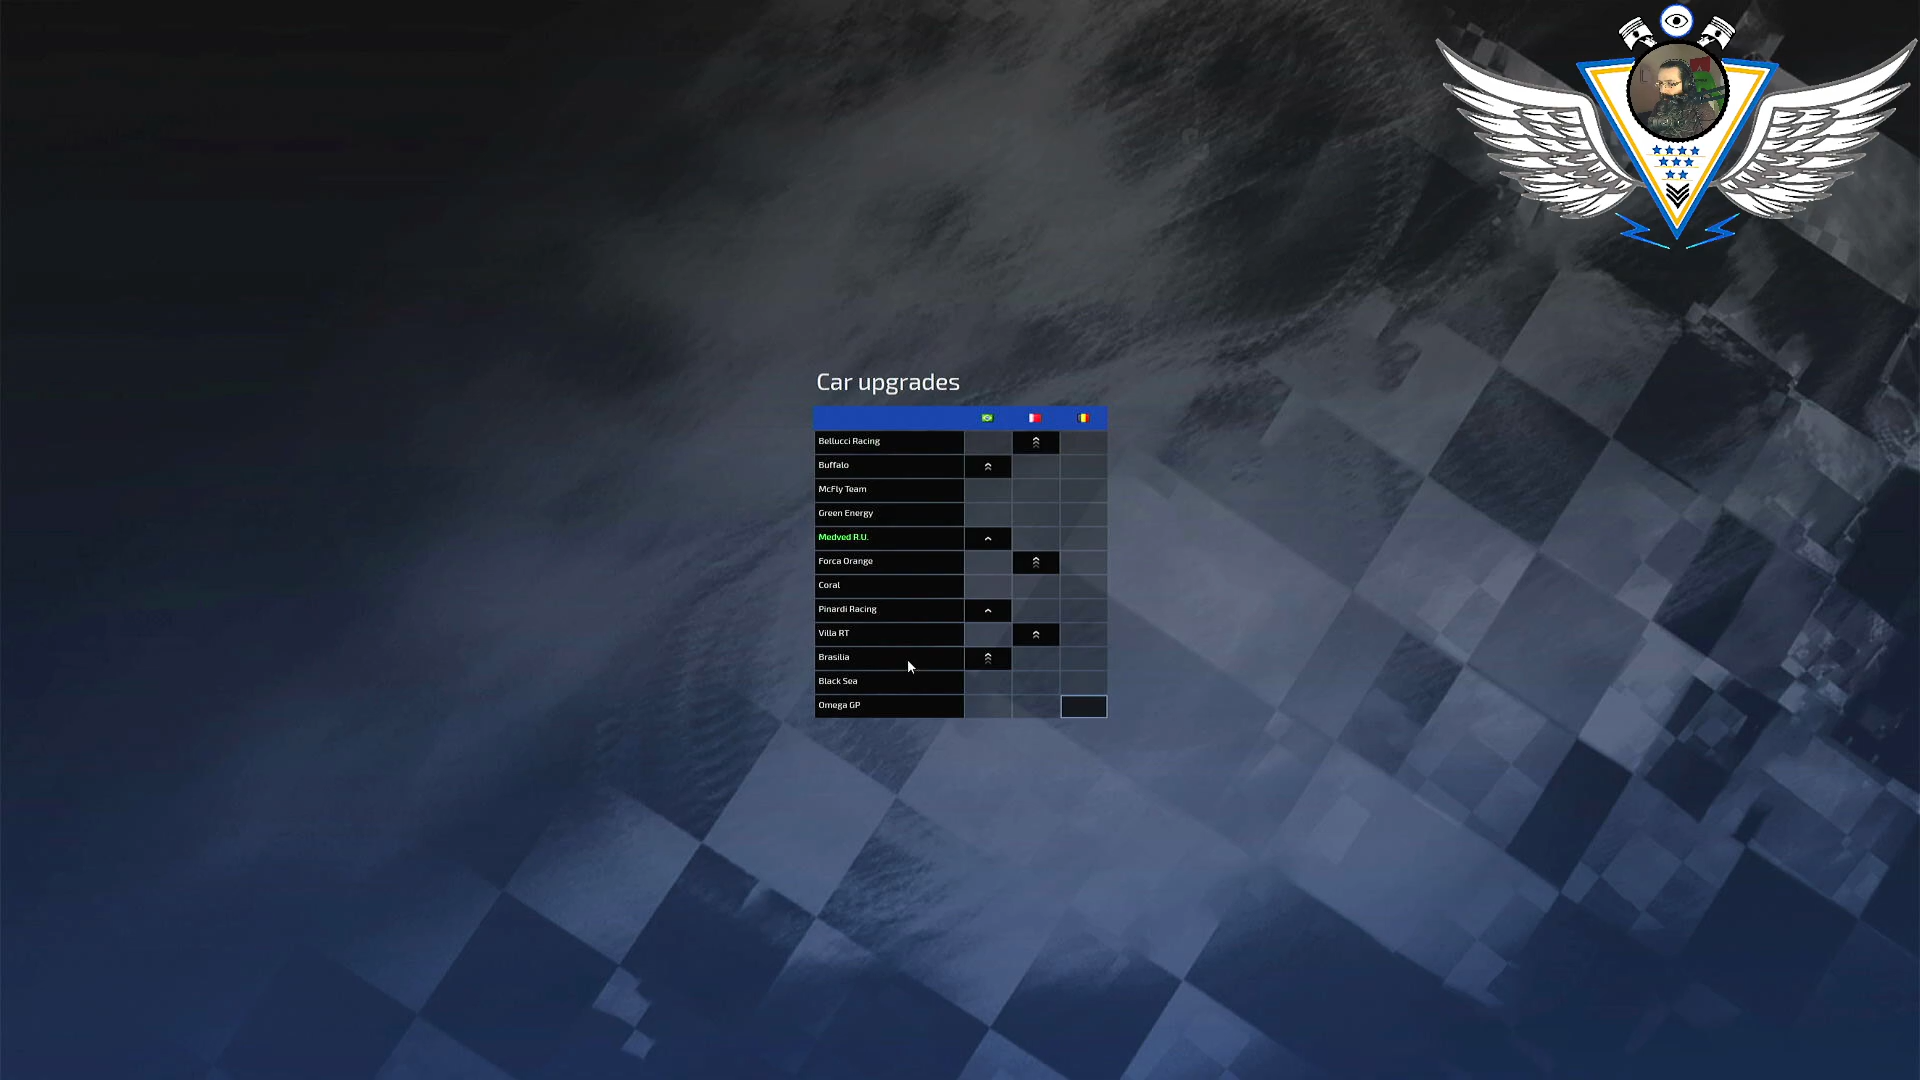 Car upgrades
Bellucci Racing
Buffalo
McFly Team
Green Energy
Medved R.U.
Forca Orange
Coral
Pinardi Racing
Villa RT
Brasilia
Black Sea
Omega GP